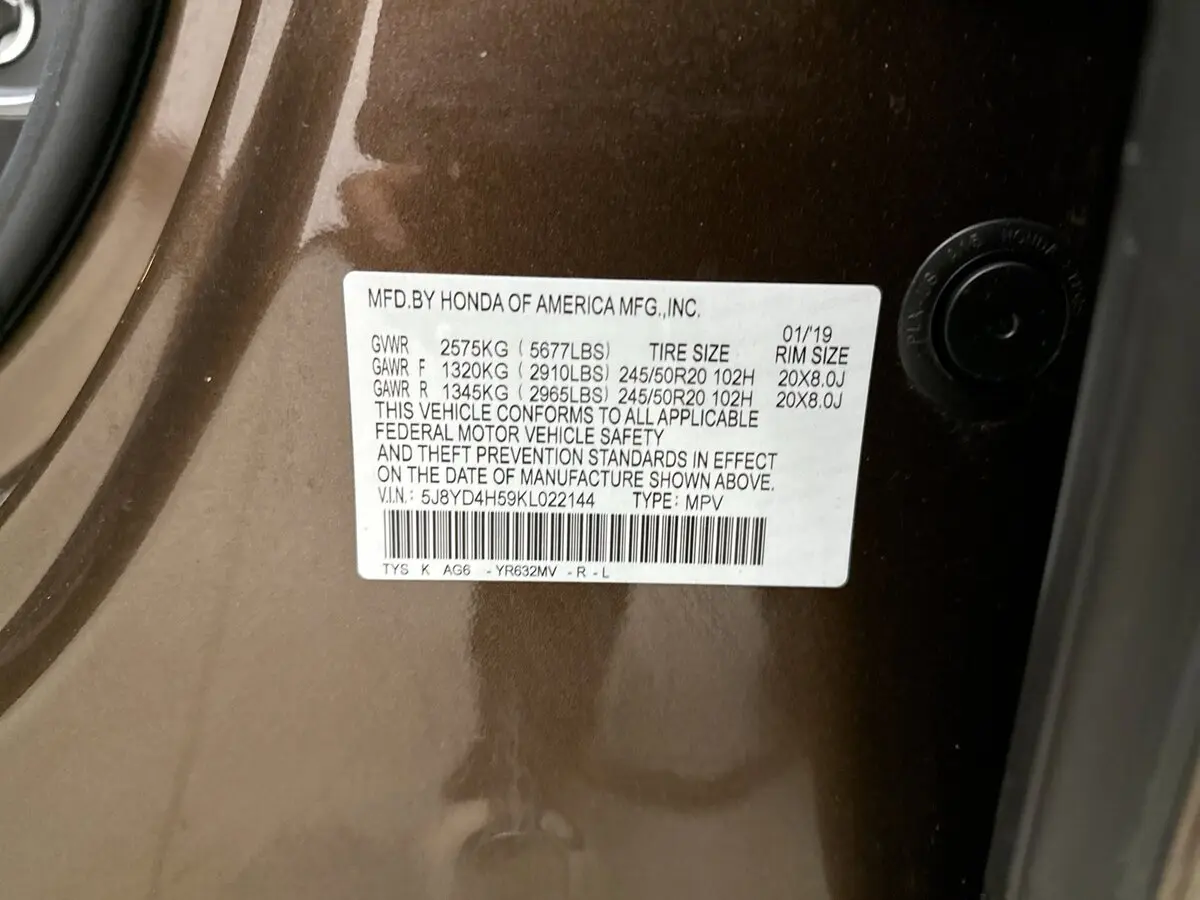 MFD.BY HONDA OF AMERICA MFG.,INC.
01/'19
GVWR 2575KG ( 5677LBS) TIRE SIZE RIM SIZE
GAWR F 1320KG ( 2910LBS) 245/50R20 102H 20X8.0J
GAWR R 1345KG ( 2965LBS) 245/50R20 102H 20X8.0J
THIS VEHICLE CONFORMS TO ALL APPLICABLE
FEDERAL MOTOR VEHICLE SAFETY
AND THEFT PREVENTION STANDARDS IN EFFECT
ON THE DATE OF MANUFACTURE SHOWN ABOVE.
V.I.N.: 5J8YD4H59KL022144 TYPE: MPV
TYS K AG6 -YR632MV -R -L
HONDA